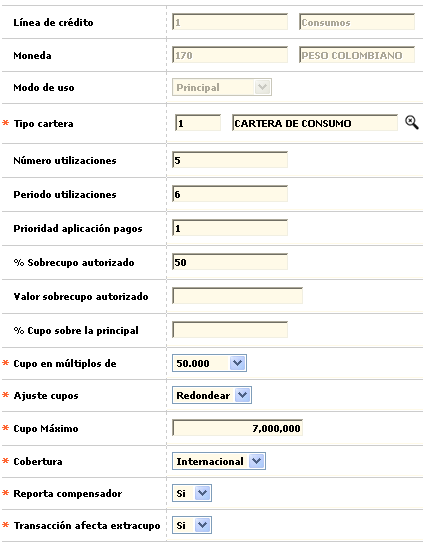 Línea de crédito 1 Consumos
Moneda 170 PESO COLOMBIANO
Modo de uso Principal
* Tipo cartera 1 CARTERA DE CONSUMO
Número utilizaciones 5
Periodo utilizaciones 6
Prioridad aplicación pagos 1
% Sobrecupo autorizado 50
Valor sobrecupo autorizado
% Cupo sobre la principal
* Cupo en múltiplos de 50.000
* Ajuste cupos Redondear
* Cupo Máximo 7,000,000
* Cobertura Internacional
* Reporta compensador Si
* Transacción afecta extracupo Si